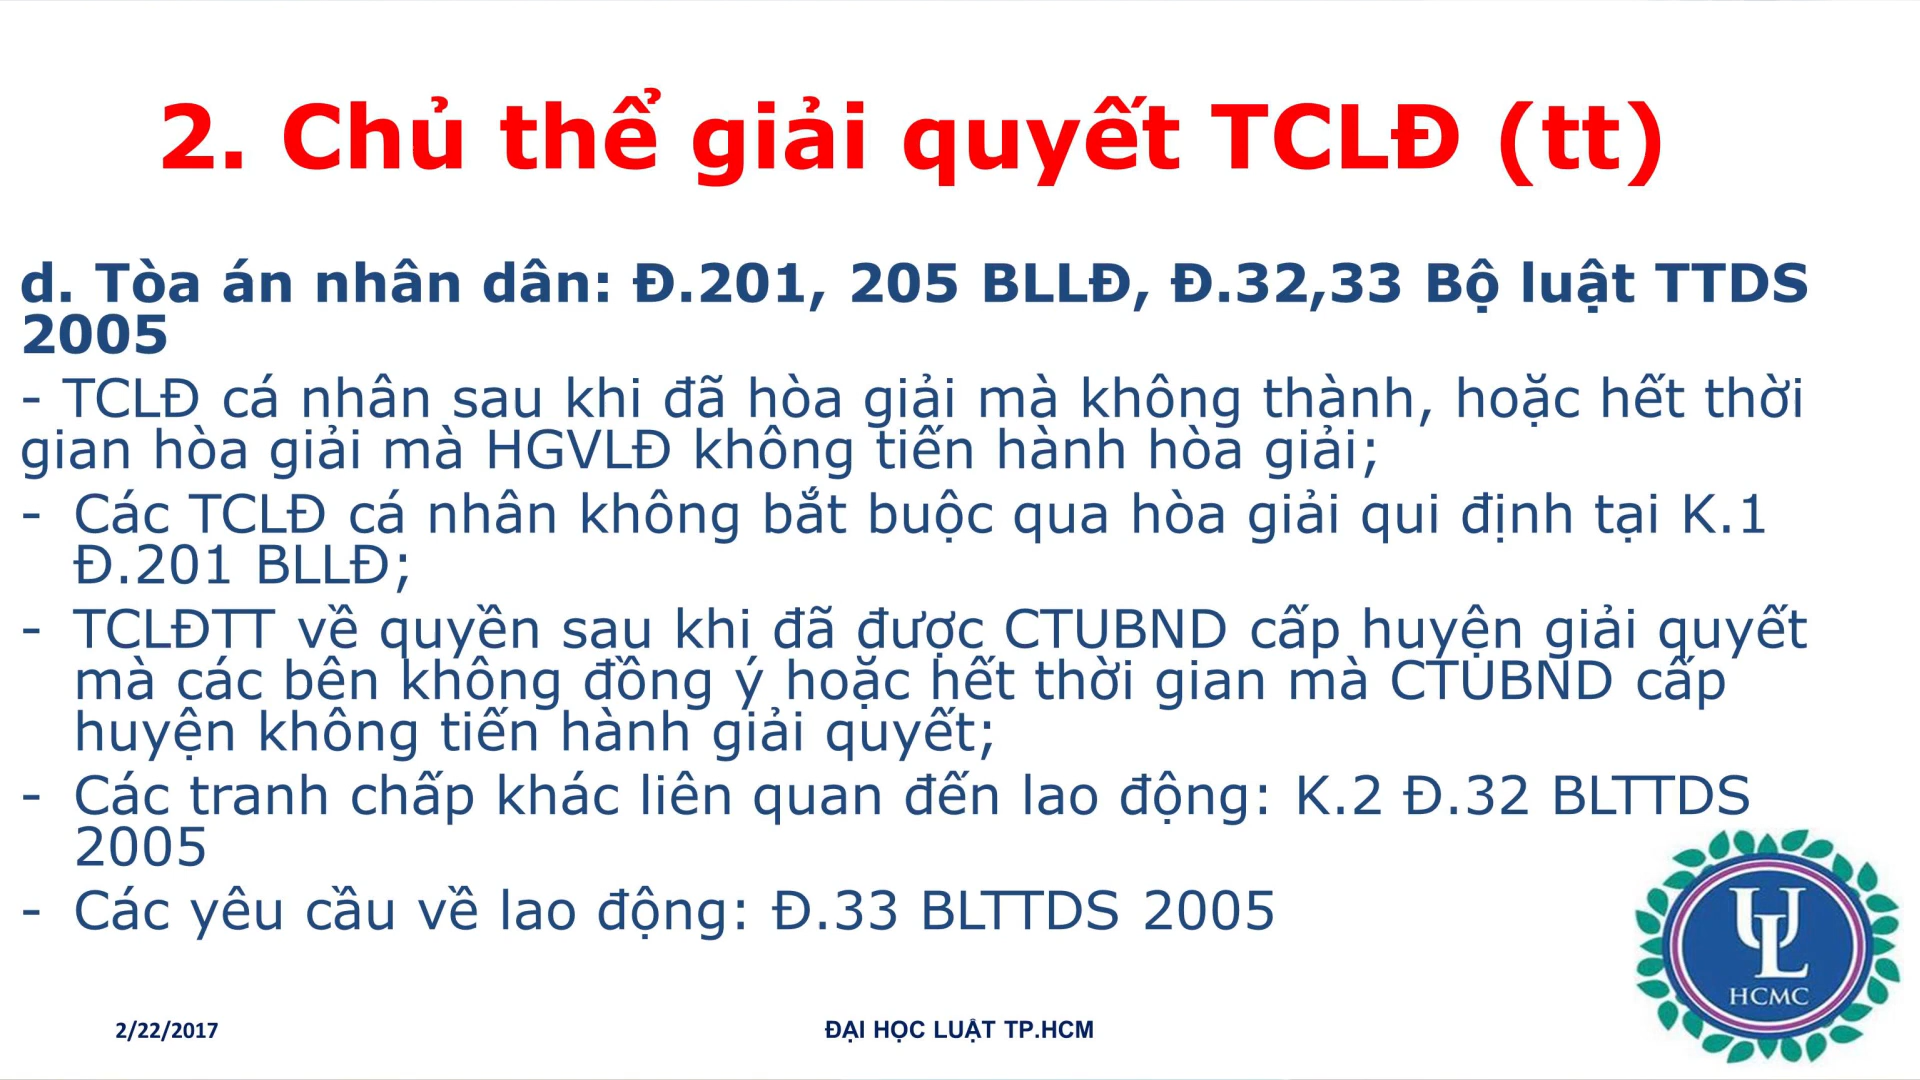 2. Chủ thể giải quyết TCLĐ (tt)
d. Tòa án nhân dân: Đ.201, 205 BLLĐ, Đ.32,33 Bộ luật TTDS
2005
- TCLĐ cá nhân sau khi đã hòa giải mà không thành, hoặc hết thời
gian hòa giải mà HGVLĐ không tiến hành hòa giải;
- Các TCLĐ cá nhân không bắt buộc qua hòa giải qui định tại K.1
Đ.201 BLLĐ;
- TCLĐTT về quyền sau khi đã được CTUBND cấp huyện giải quyết
mà các bên không đồng ý hoặc hết thời gian mà CTUBND cấp
huyện không tiến hành giải quyết;
- Các tranh chấp khác liên quan đến lao động: K.2 Đ.32 BLTTDS
2005
- Các yêu cầu về lao động: Đ.33 BLTTDS 2005
UL
HCMC
2/22/2017
ĐẠI HỌC LUẬT TP.HCM